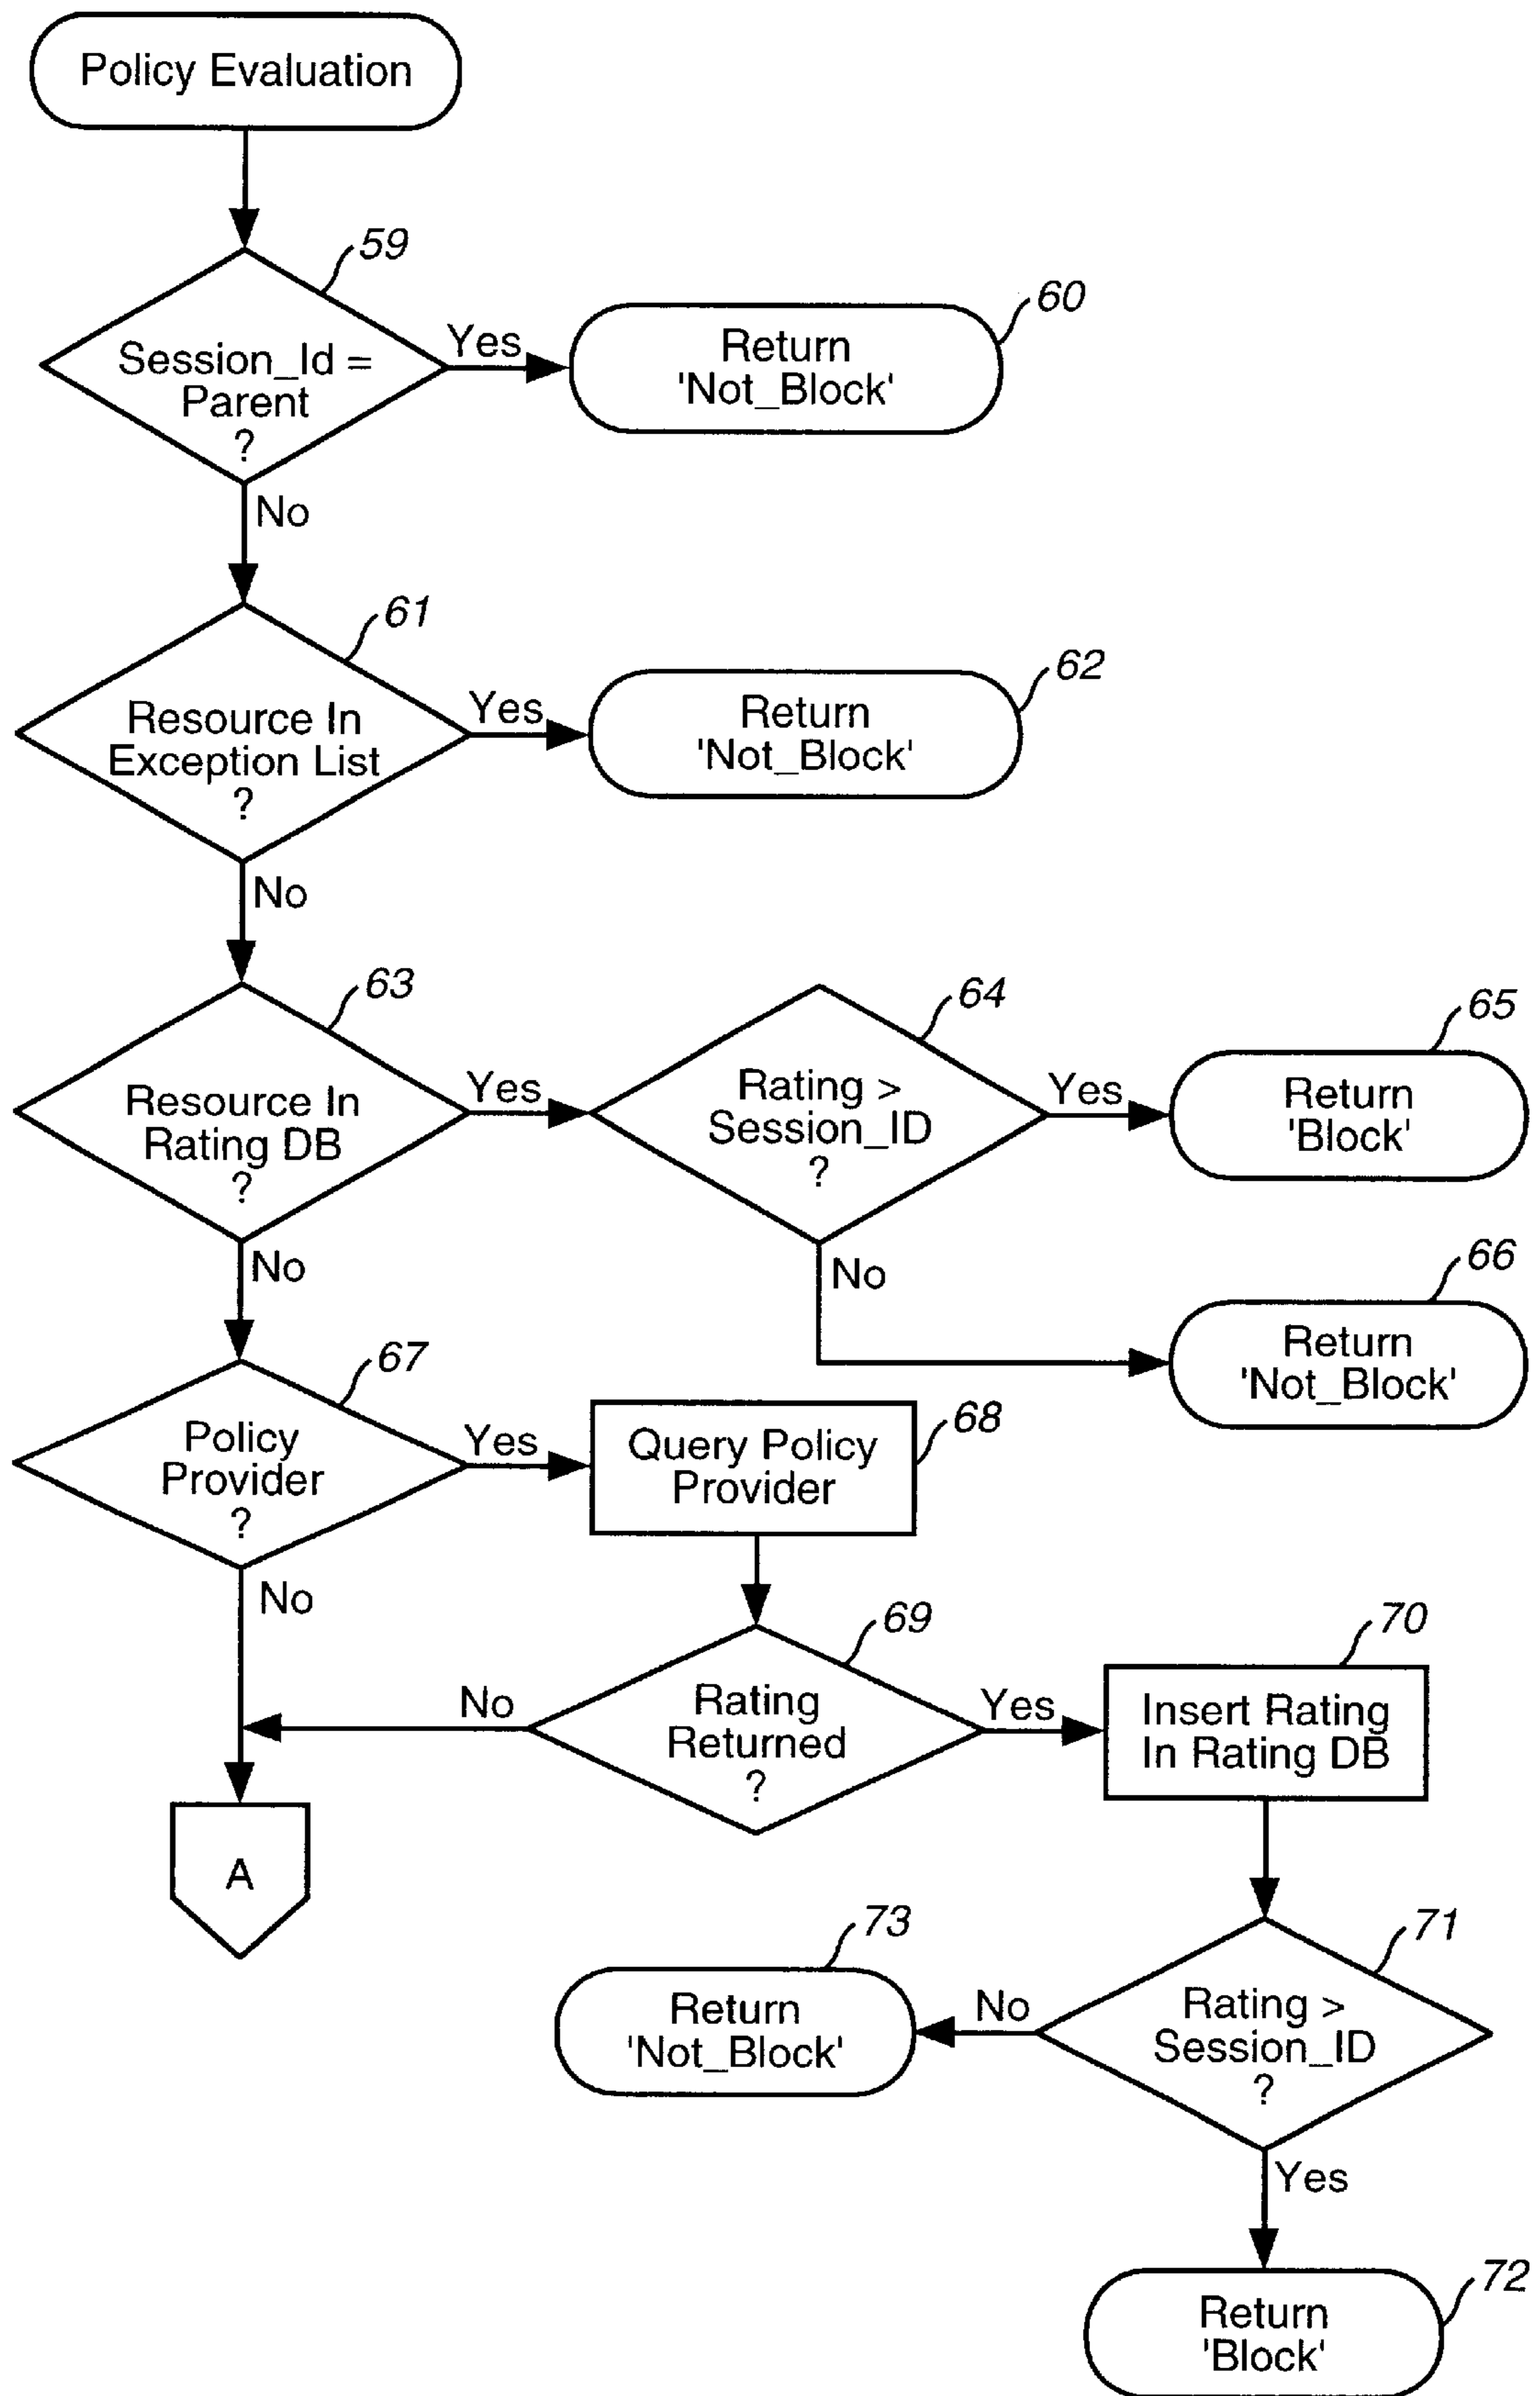 Policy Evaluation
59
Session_Id =
Parent
?
Yes
60
Return
'Not_Block'
No
61
Resource In
Exception List
?
Yes
62
Return
'Not_Block'
No
63
Resource In
Rating DB
?
Yes
64
Rating >
Session_ID
?
Yes
65
Return
'Block'
No
66
Return
'Not_Block'
No
67
Policy
Provider
?
Yes
68
Query Policy
Provider
No
69
Rating
Returned
?
No
Yes
70
Insert Rating
In Rating DB
A
71
Rating >
Session_ID
?
No
73
Return
'Not_Block'
Yes
72
Return
'Block'